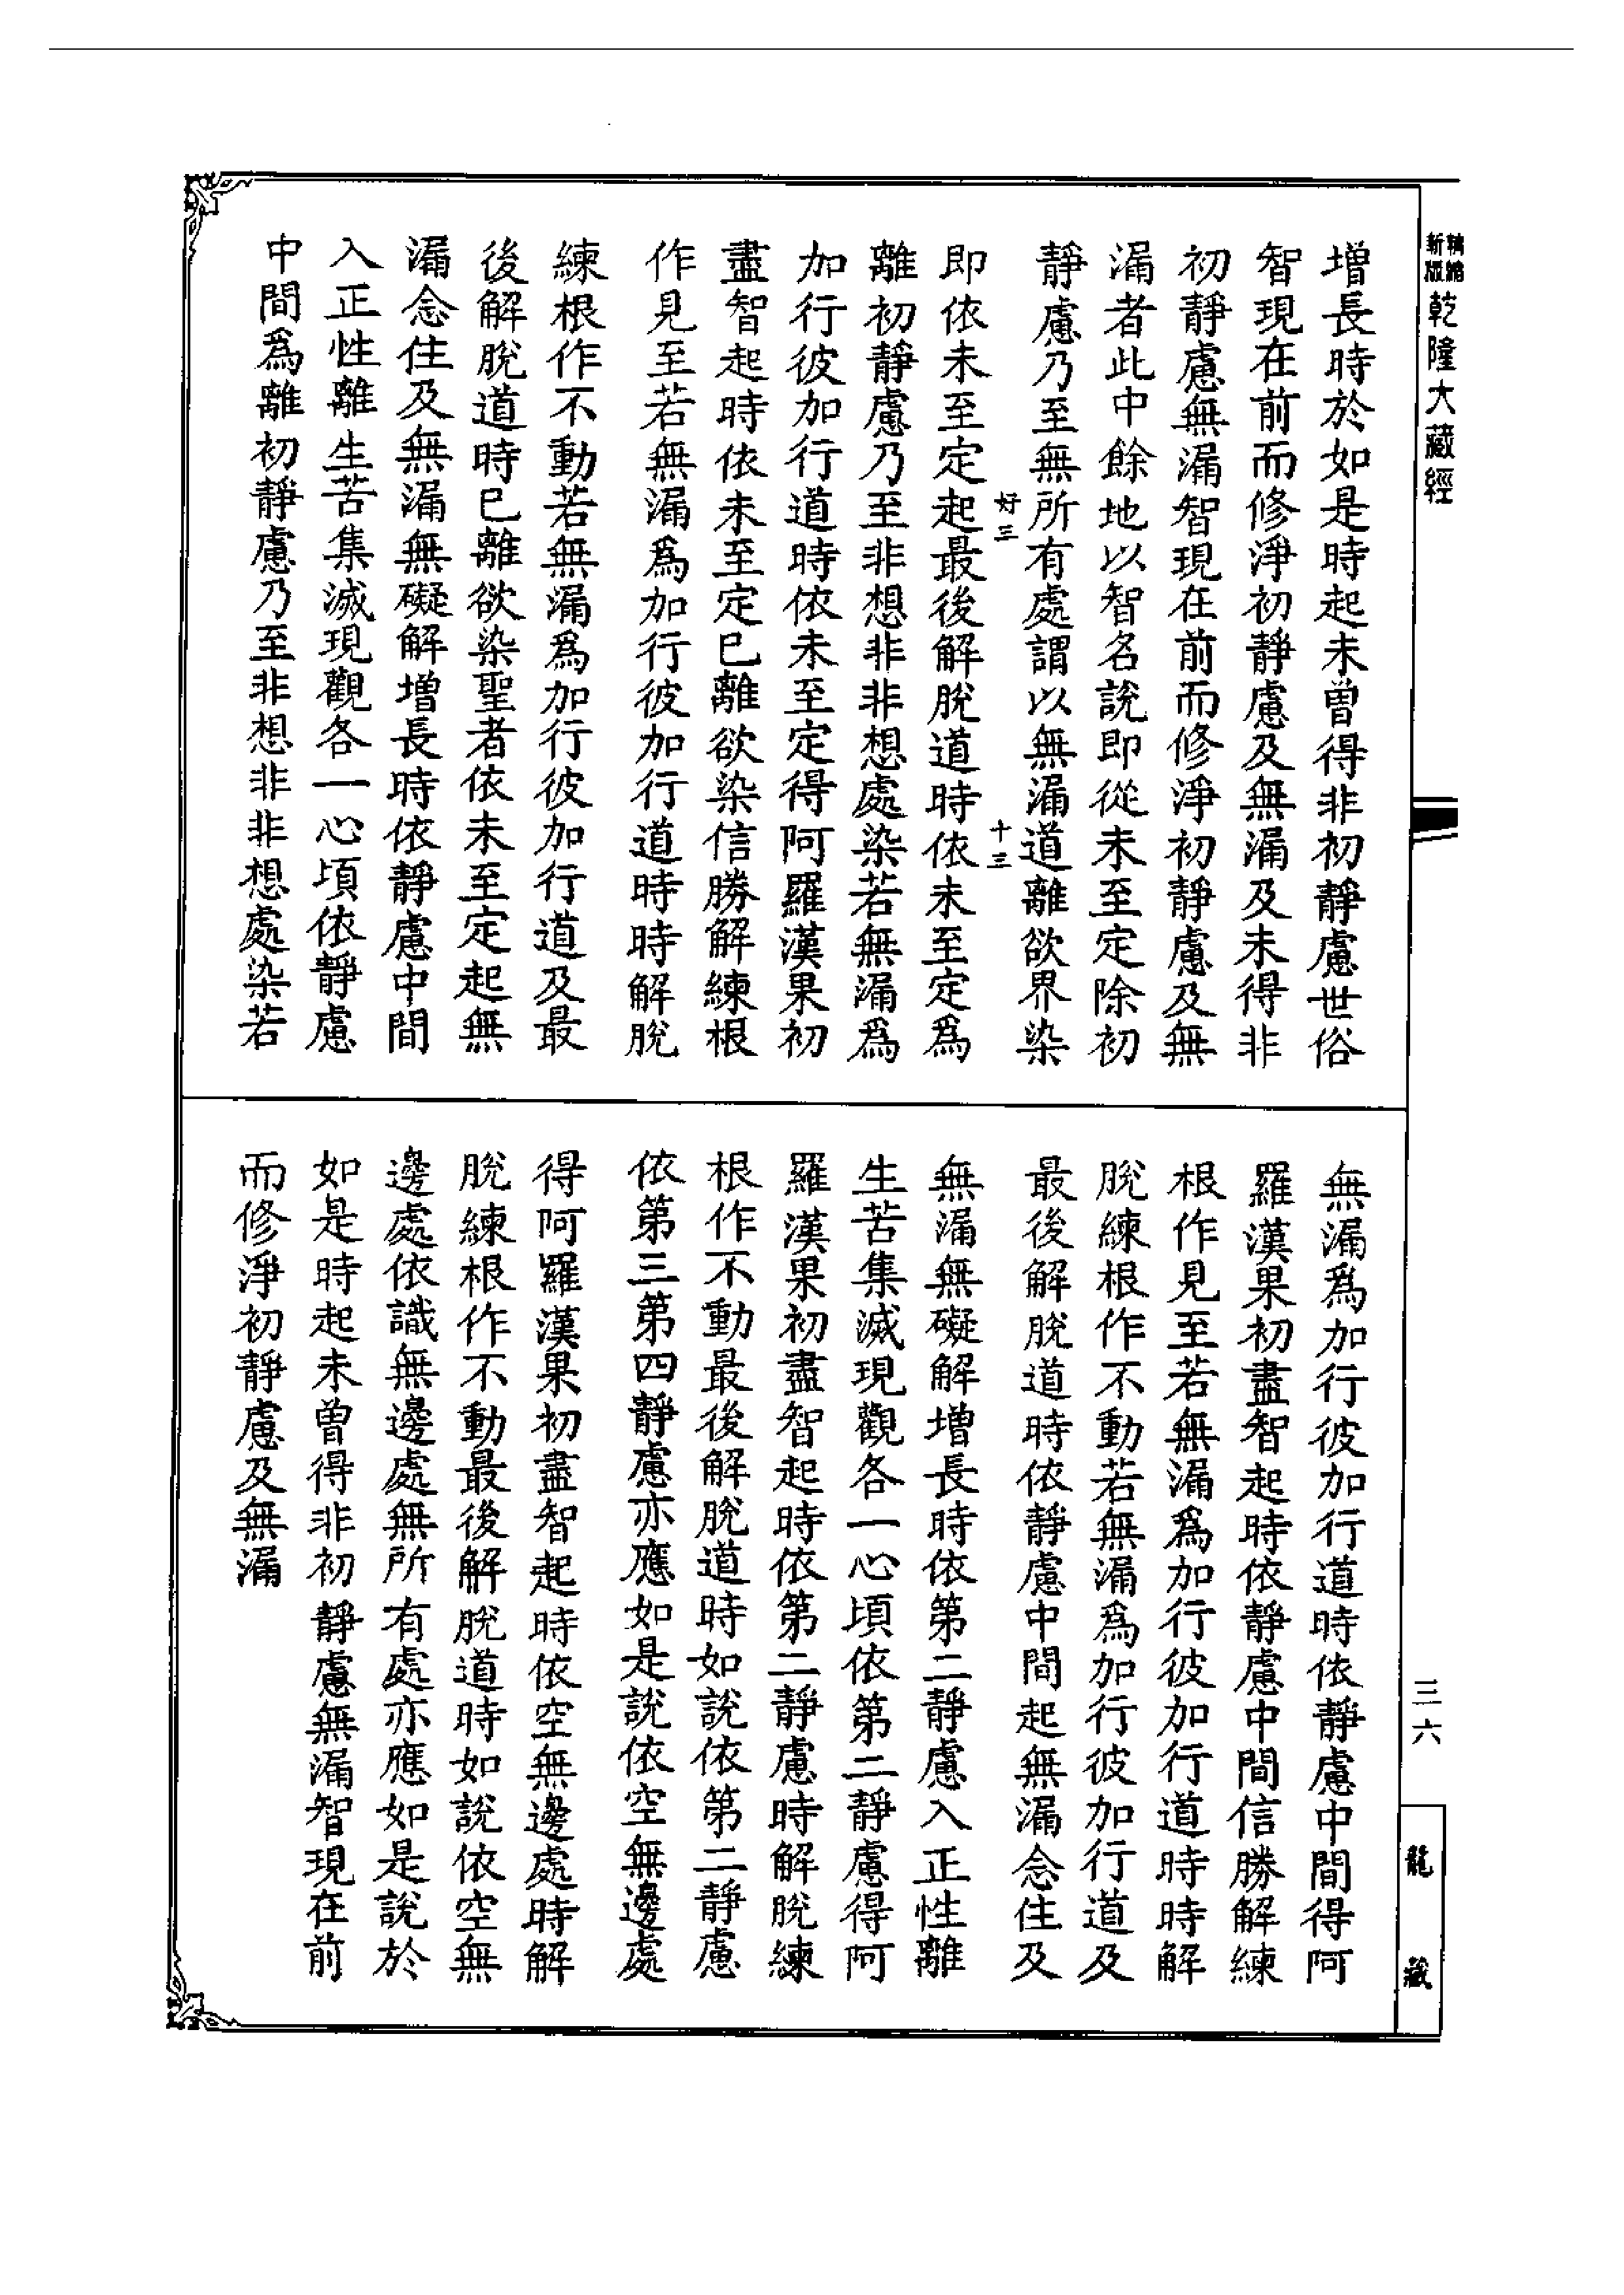 精縮新版乾隆大藏經
增長時於如是時起未曾得非初靜慮世俗
智現在前而修淨初靜慮及無漏及未得非
初靜慮無漏智現在前而修淨初靜慮及無
漏者此中餘地以智名說即從未至定除初
靜慮乃至無所有處謂以無漏道離欲界染
好三 十三
即依未至定起最後解脫道時依未至定為
離初靜慮乃至非想非非想處染若無漏為
加行彼加行道時依未至定得阿羅漢果初
盡智起時依未至定巳離欲染信勝解練根
作見至若無漏為加行彼加行道時時解脫
練根作不動若無漏為加行彼加行道及最
後解脫道時巳離欲染聖者依未至定起無
漏念住及無漏無礙解增長時依靜慮中間
入正性離生苦集滅現觀各一心頃依靜慮
中間為離初靜慮乃至非想非非想處染若
無漏為加行彼加行道時依靜慮中間得阿
羅漢果初盡智起時依靜慮中間信勝解練
根作見至若無漏為加行彼加行道時時解
脫練根作不動若無漏為加行彼加行道及
最後解脫道時依靜慮中間起無漏念住及
無漏無礙解增長時依第二靜慮入正性離
生苦集滅現觀各一心頃依第二靜慮得阿
羅漢果初盡智起時依第二靜慮時解脫練
根作不動最後解脫道時如說依第二靜慮
依第三第四靜慮亦應如是說依空無邊處
得阿羅漢果初盡智起時依空無邊處時解
脫練根作不動最後解脫道時如說依空無
邊處依識無邊處無所有處亦應如是說於
如是時起未曾得非初靜慮無漏智現在前
而修淨初靜慮及無漏
三六
龍藏